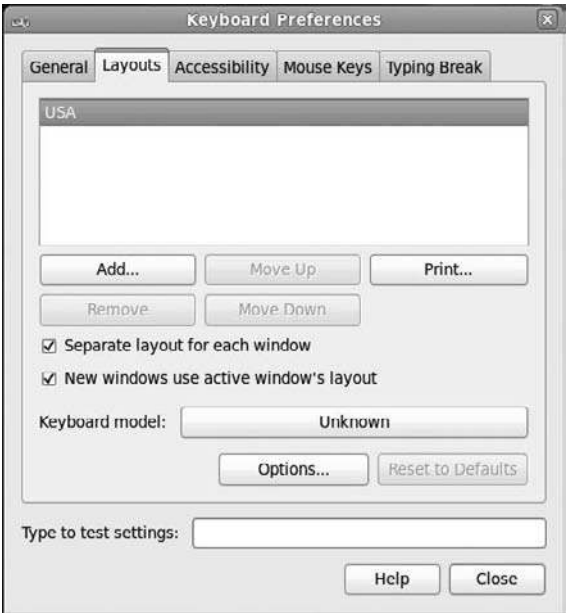 Keyboard Preferences
General Layouts Accessibility Mouse Keys Typing Break
USA
Add... Move Up Print...
Remove Move Down
Separate layout for each window
New windows use active window's layout
Keyboard model: Unknown
Options... Reset to Defaults
Type to test settings:
Help Close